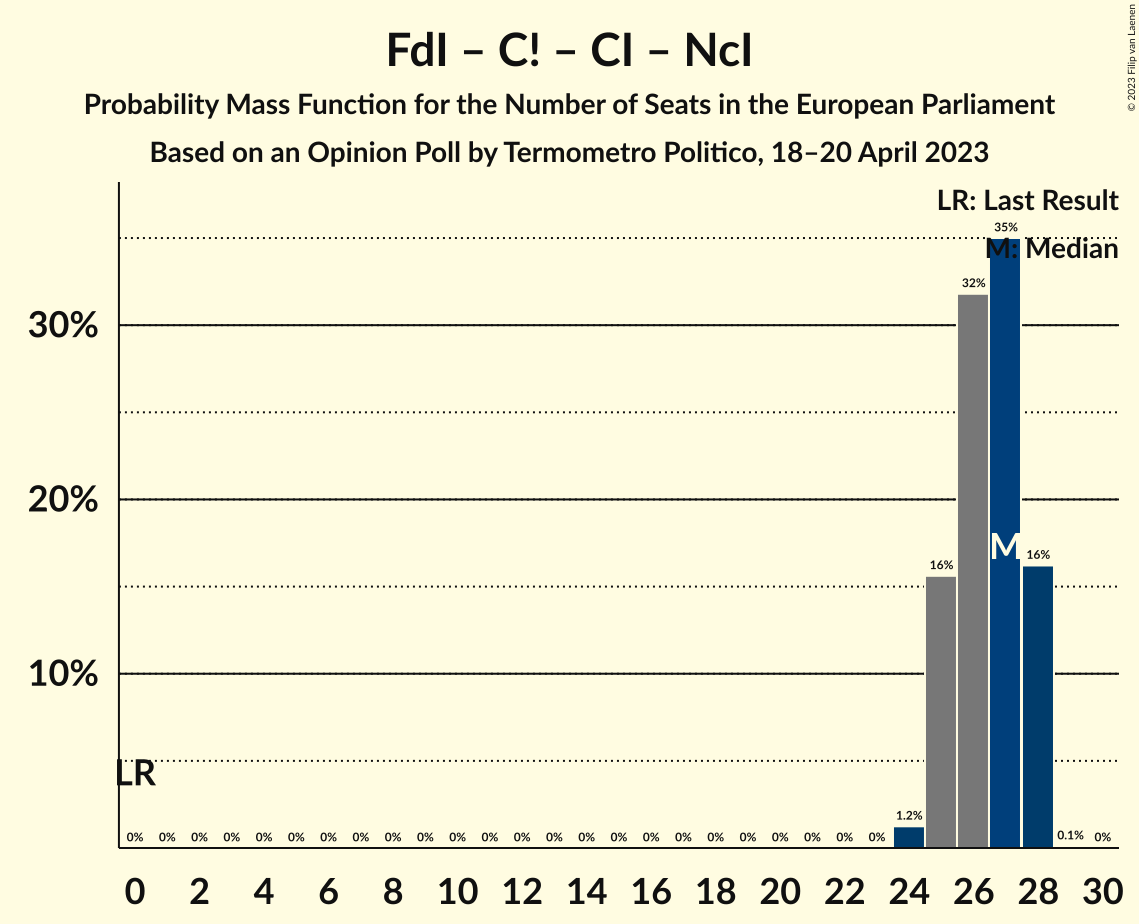 FdI – C! – CI – NcI
Probability Mass Function for the Number of Seats in the European Parliament
Based on an Opinion Poll by Termometro Politico, 18–20 April 2023
© 2023 Filip van Laenen
LR: Last Result
M: Median
35%
32%
30%
20%
M
16%
16%
10%
LR
1.2%
0% 0% 0% 0% 0% 0% 0% 0% 0% 0% 0% 0% 0% 0% 0% 0% 0% 0% 0% 0% 0% 0% 0% 0% 0.1% 0%
0 2 4 6 8 10 12 14 16 18 20 22 24 26 28 30